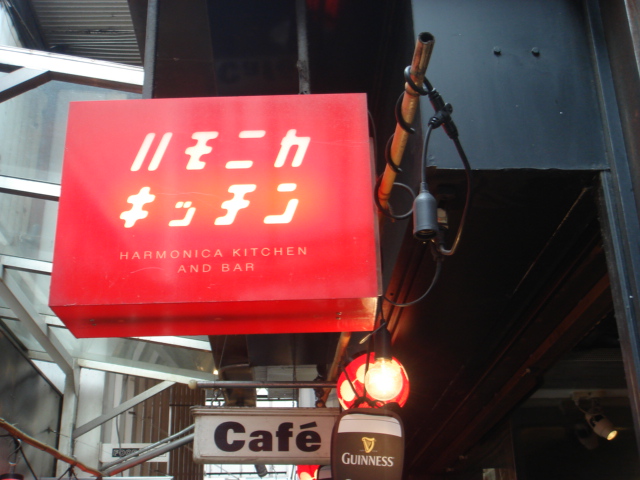 ハモニカ
キッチン
HARMONICA KITCHEN
AND BAR
Café
GUINNESS